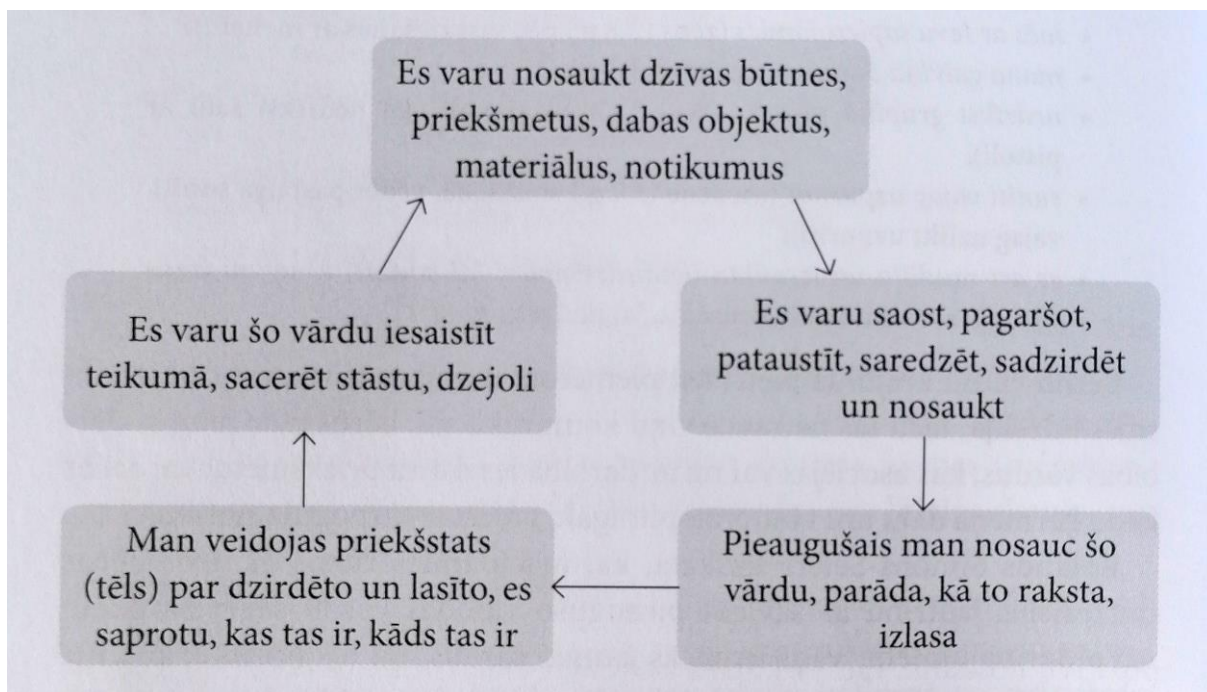 Es varu nosaukt dzīvas būtnes,
priekšmetus, dabas objektus,
materiālus, notikumus
Es varu saost, pagaršot,
pataustīt, saredzēt, sadzirdēt
un nosaukt
Pieaugušais man nosauc šo
vārdu, parāda, kā to raksta,
izlasa
Man veidojas priekšstats
(tēls) par dzirdēto un lasīto, es
saprotu, kas tas ir, kāds tas ir
Es varu šo vārdu iesaistīt
teikumā, sacerēt stāstu, dzejoli